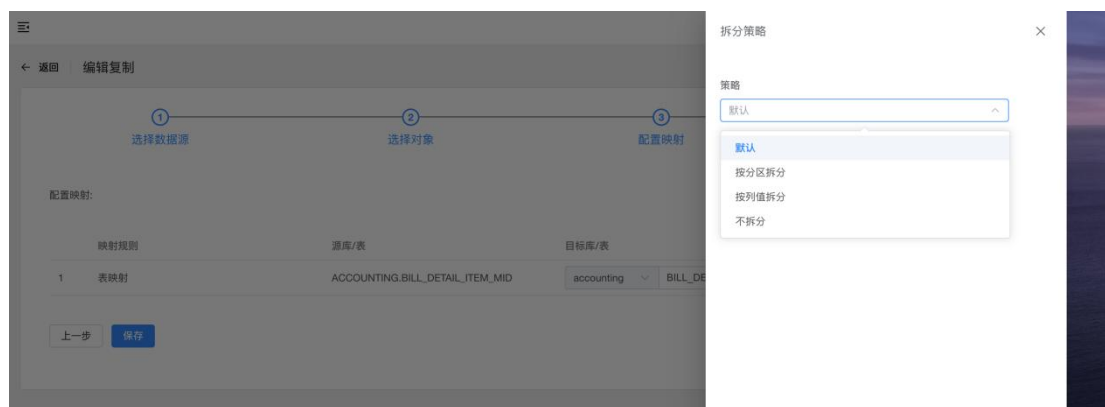 返回 编辑复制
1 2 3
选择数据源 选择对象 配置映射
配置映射:
映射规则 源库/表 目标库/表
1 表映射 ACCOUNTING.BILL_DETAIL_ITEM_MID accounting BILL_DE
上一步 保存
拆分策略
策略
默认
默认
按分区拆分
按列值拆分
不拆分